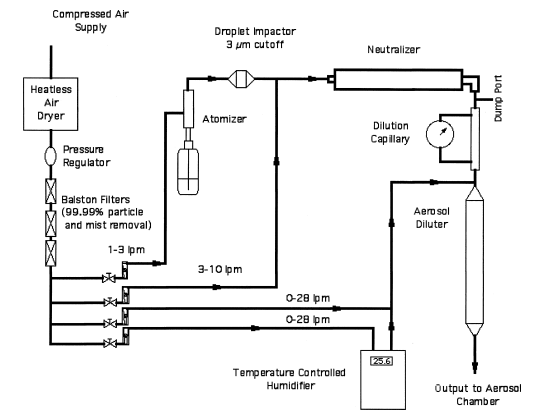 Compressed Air
Supply
Droplet Impactor
3 µm cutoff
Neutralizer
Heatless
Air
Dryer
Atomizer
Dump Port
Dilution
Capillary
Pressure
Regulator
Balston Filters
(99.99% particle
and mist removal)
Aerosol
Diluter
1-3 lpm
3-10 lpm
0-28 lpm
0-28 lpm
25.6
Temperature Controlled
Humidifier
Output to Aerosol
Chamber